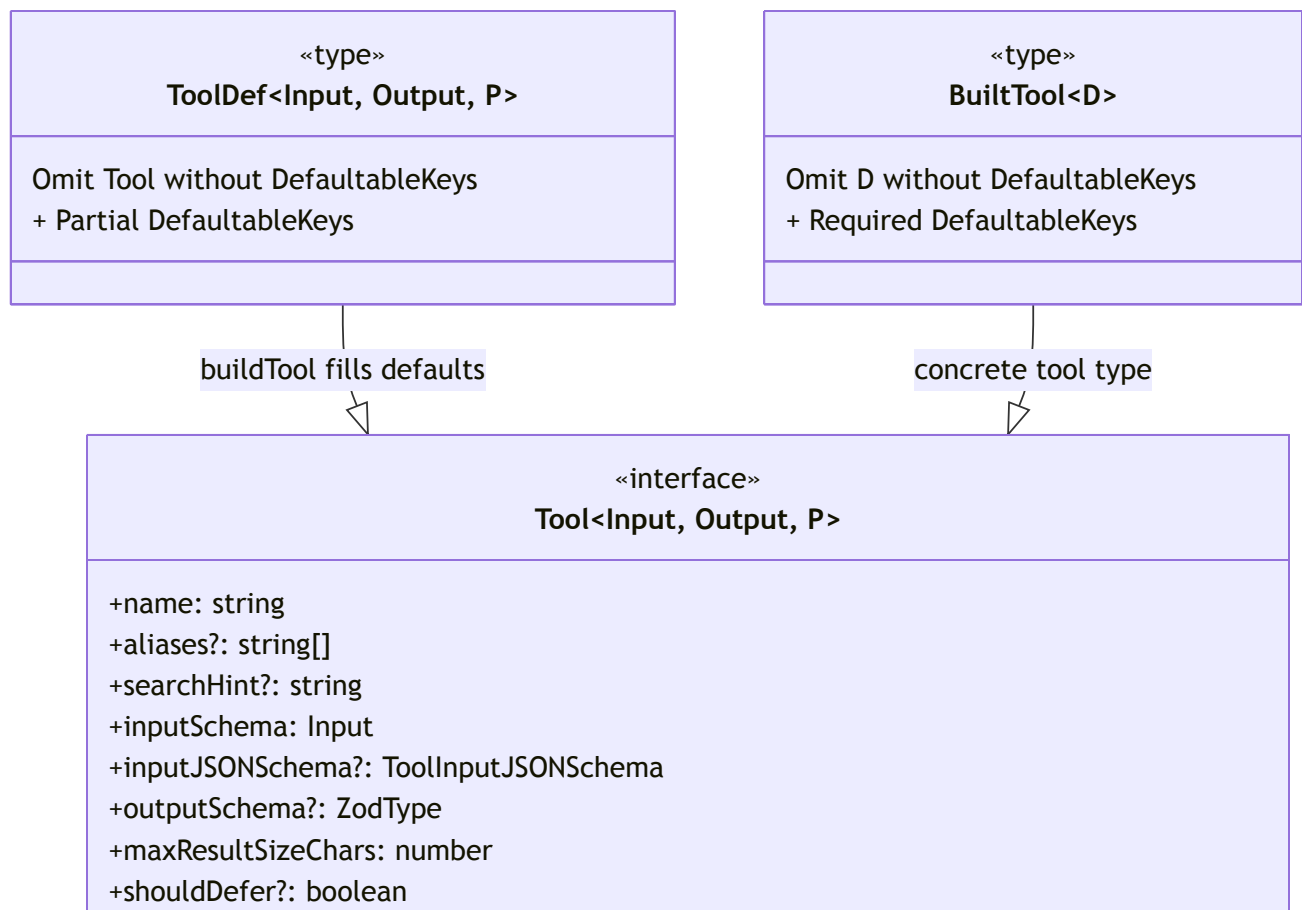 «type»
ToolDef<Input, Output, P>
Omit Tool without DefaultableKeys
+ Partial DefaultableKeys
«type»
BuiltTool<D>
Omit D without DefaultableKeys
+ Required DefaultableKeys
buildTool fills defaults
concrete tool type
«interface»
Tool<Input, Output, P>
+name: string
+aliases?: string[]
+searchHint?: string
+inputSchema: Input
+inputJSONSchema?: ToolInputJSONSchema
+outputSchema?: ZodType
+maxResultSizeChars: number
+shouldDefer?: boolean